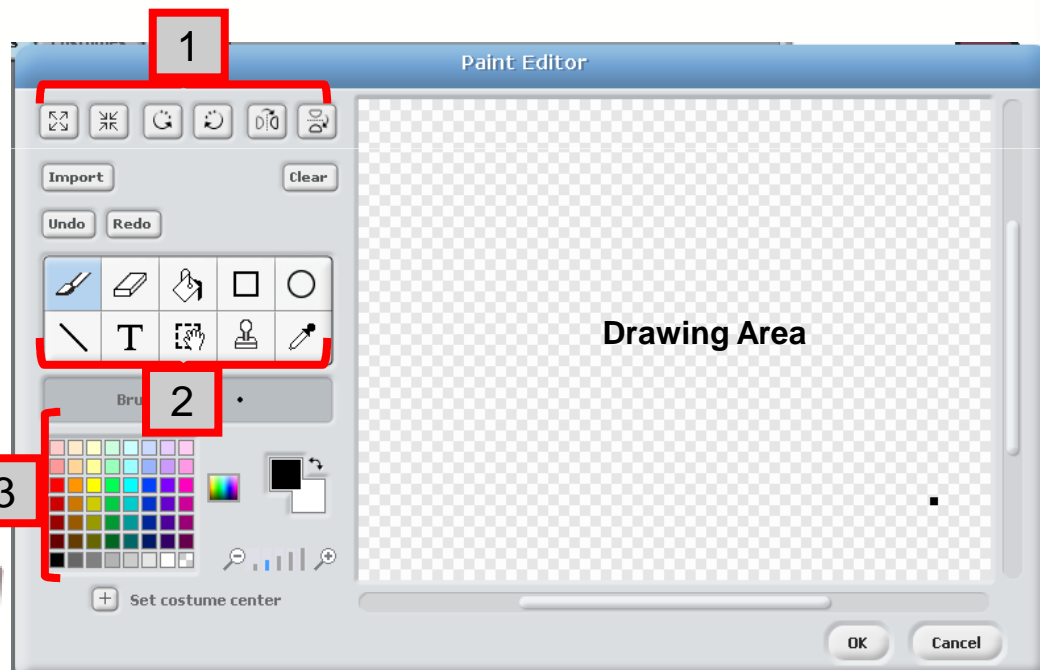 1
Paint Editor
Import
Clear
Undo
Redo
T
Drawing Area
2
3
Set costume center
OK
Cancel